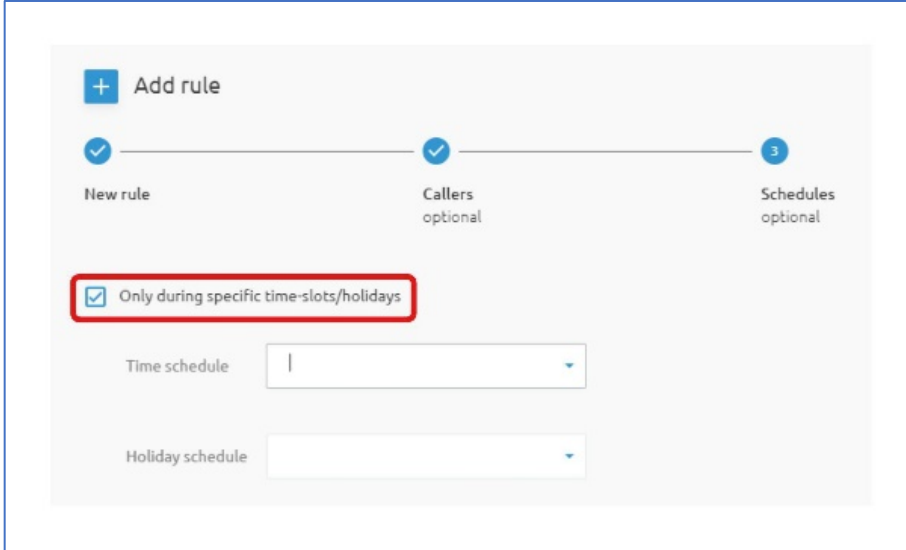 Add rule
3
New rule
Callers
optional
Schedules
optional
Only during specific time-slots/holidays
Time schedule
Holiday schedule